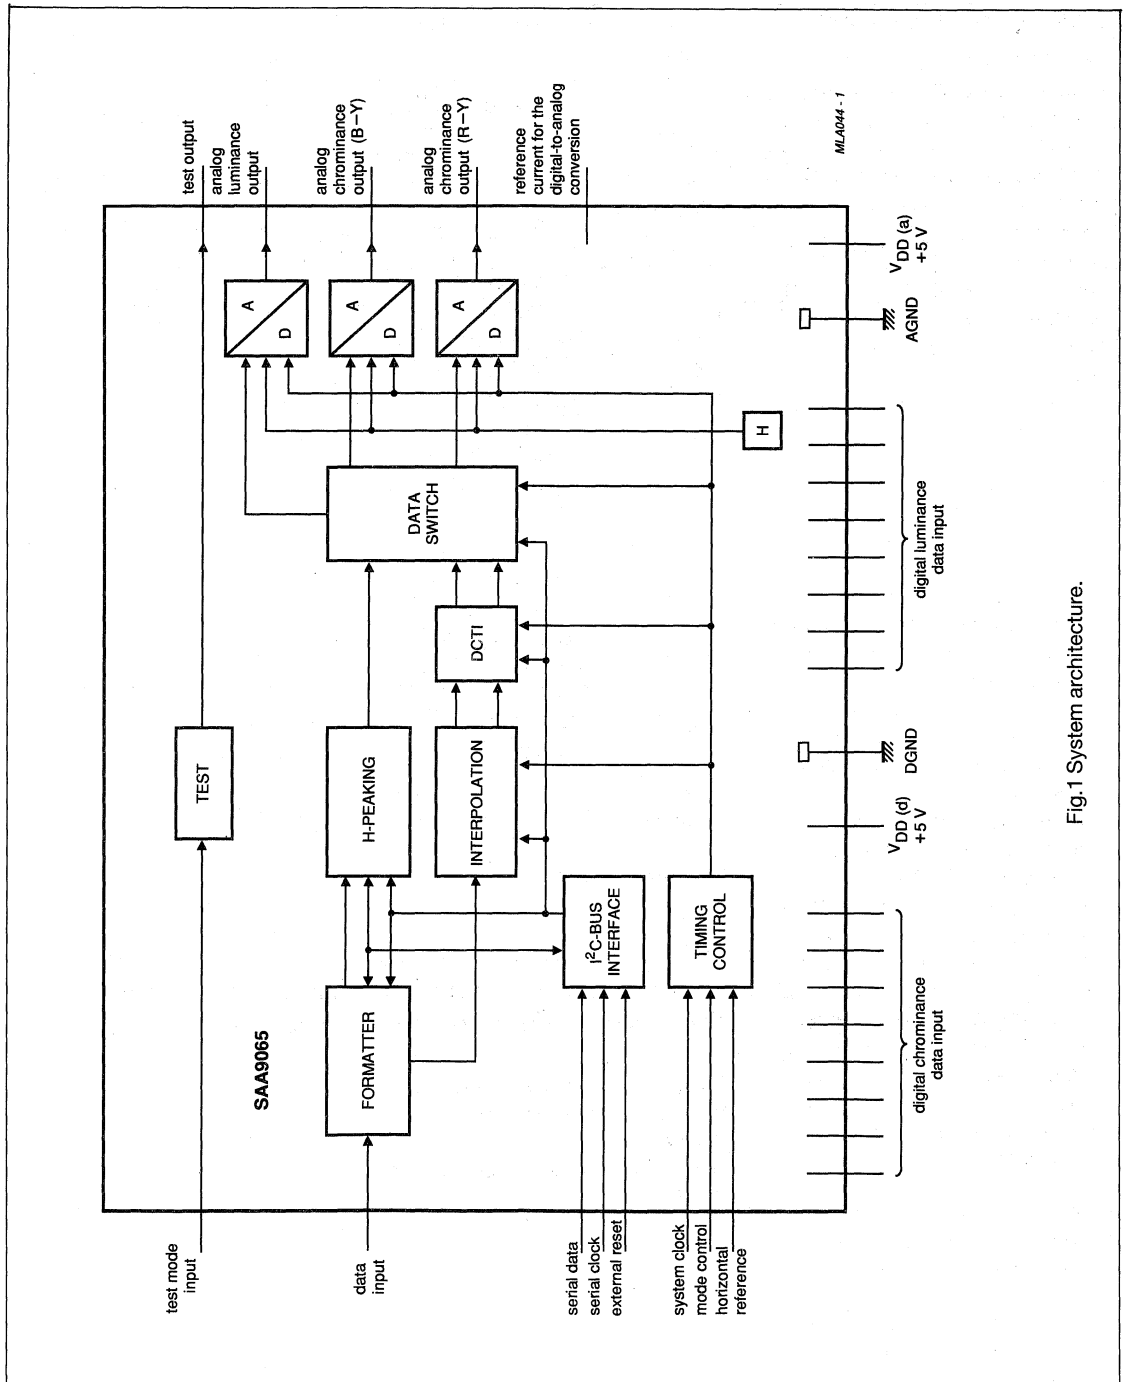 test mode
input
data
input
serial data
serial clock
external reset
system clock
mode control
horizontal
reference
SAA9065
FORMATTER
TEST
H-PEAKING
INTERPOLATION
I²C-BUS
INTERFACE
TIMING
CONTROL
DCTI
DATA
SWITCH
H
A
D
A
D
A
D
test output
analog
luminance
output
analog
chrominance
output (B−Y)
analog
chrominance
output (R−Y)
reference
current for the
digital-to-analog
conversion
digital chrominance
data input
VDD (d)
+5 V
DGND
digital luminance
data input
AGND
VDD (a)
+5 V
MLA044 - 1
Fig.1 System architecture.